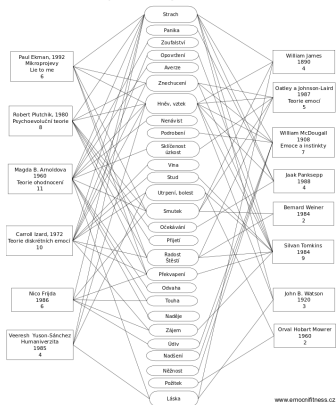 Strach
Panika
Zoufalství
Opovržení
Averze
Znechucení
Hněv, vztek
Nenávist
Podrobení
Sklíčenost
úzkost
Vina
Stud
Utrpení, bolest
Smutek
Očekávání
Přijetí
Radost
Štěstí
Překvapení
Odvaha
Touha
Naděje
Zájem
Údiv
Nadšení
Něžnost
Požitek
Láska
Paul Ekman, 1992
Mikroprojevy
Lie to me
6
Robert Plutchik, 1980
Psychoevoluční teorie
8
Magda B. Arnoldova
1960
Teorie ohodnocení
11
Carroll Izard, 1972
Teorie diskrétních emocí
10
Nico Frijda
1986
6
Veeresh Yuson-Sánchez
Humaniverzita
1985
4
William James
1890
4
Oatley a Johnson-Laird
1987
Teorie emocí
5
William McDougall
1908
Emoce a instinkty
7
Jaak Panksepp
1988
4
Bernard Weiner
1984
2
Silvan Tomkins
1984
9
John B. Watson
1920
3
Orval Hobart Mowrer
1960
2
www.emocnifitness.cz